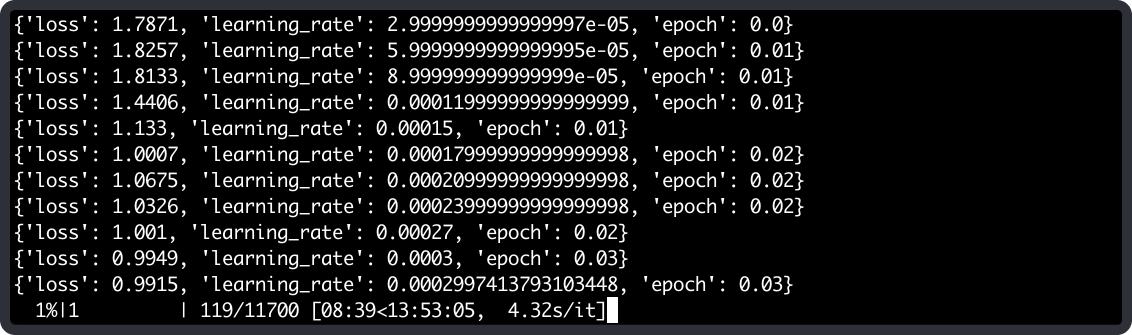 {'loss': 1.7871, 'learning_rate': 2.9999999999999997e-05, 'epoch': 0.0}
{'loss': 1.8257, 'learning_rate': 5.9999999999999995e-05, 'epoch': 0.01}
{'loss': 1.8133, 'learning_rate': 8.999999999999999e-05, 'epoch': 0.01}
{'loss': 1.4406, 'learning_rate': 0.00011999999999999999, 'epoch': 0.01}
{'loss': 1.133, 'learning_rate': 0.00015, 'epoch': 0.01}
{'loss': 1.0007, 'learning_rate': 0.00017999999999999998, 'epoch': 0.02}
{'loss': 1.0675, 'learning_rate': 0.00020999999999999998, 'epoch': 0.02}
{'loss': 1.0326, 'learning_rate': 0.00023999999999999998, 'epoch': 0.02}
{'loss': 1.001, 'learning_rate': 0.00027, 'epoch': 0.02}
{'loss': 0.9949, 'learning_rate': 0.0003, 'epoch': 0.03}
{'loss': 0.9915, 'learning_rate': 0.0002997413793103448, 'epoch': 0.03}
1%|1          | 119/11700 [08:39<13:53:05,  4.32s/it]